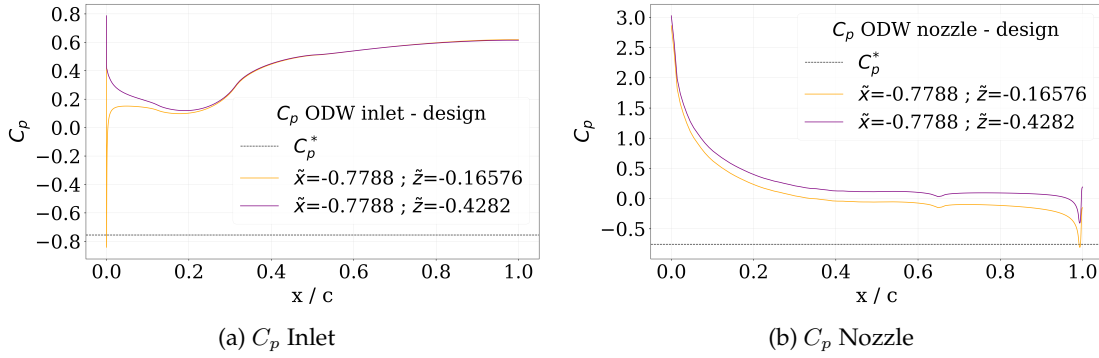 0.8
0.6
0.4
0.2
0.0
−0.2
−0.4
−0.6
−0.8
C_p
C_p ODW inlet - design
C_p^*
x̃=-0.7788 ; z̃=-0.16576
x̃=-0.7788 ; z̃=-0.4282
0.0 0.2 0.4 0.6 0.8 1.0
x / c
(a) C_p Inlet
3.0
2.5
2.0
1.5
1.0
0.5
0.0
−0.5
C_p
C_p ODW nozzle - design
C_p^*
x̃=-0.7788 ; z̃=-0.16576
x̃=-0.7788 ; z̃=-0.4282
0.0 0.2 0.4 0.6 0.8 1.0
x / c
(b) C_p Nozzle